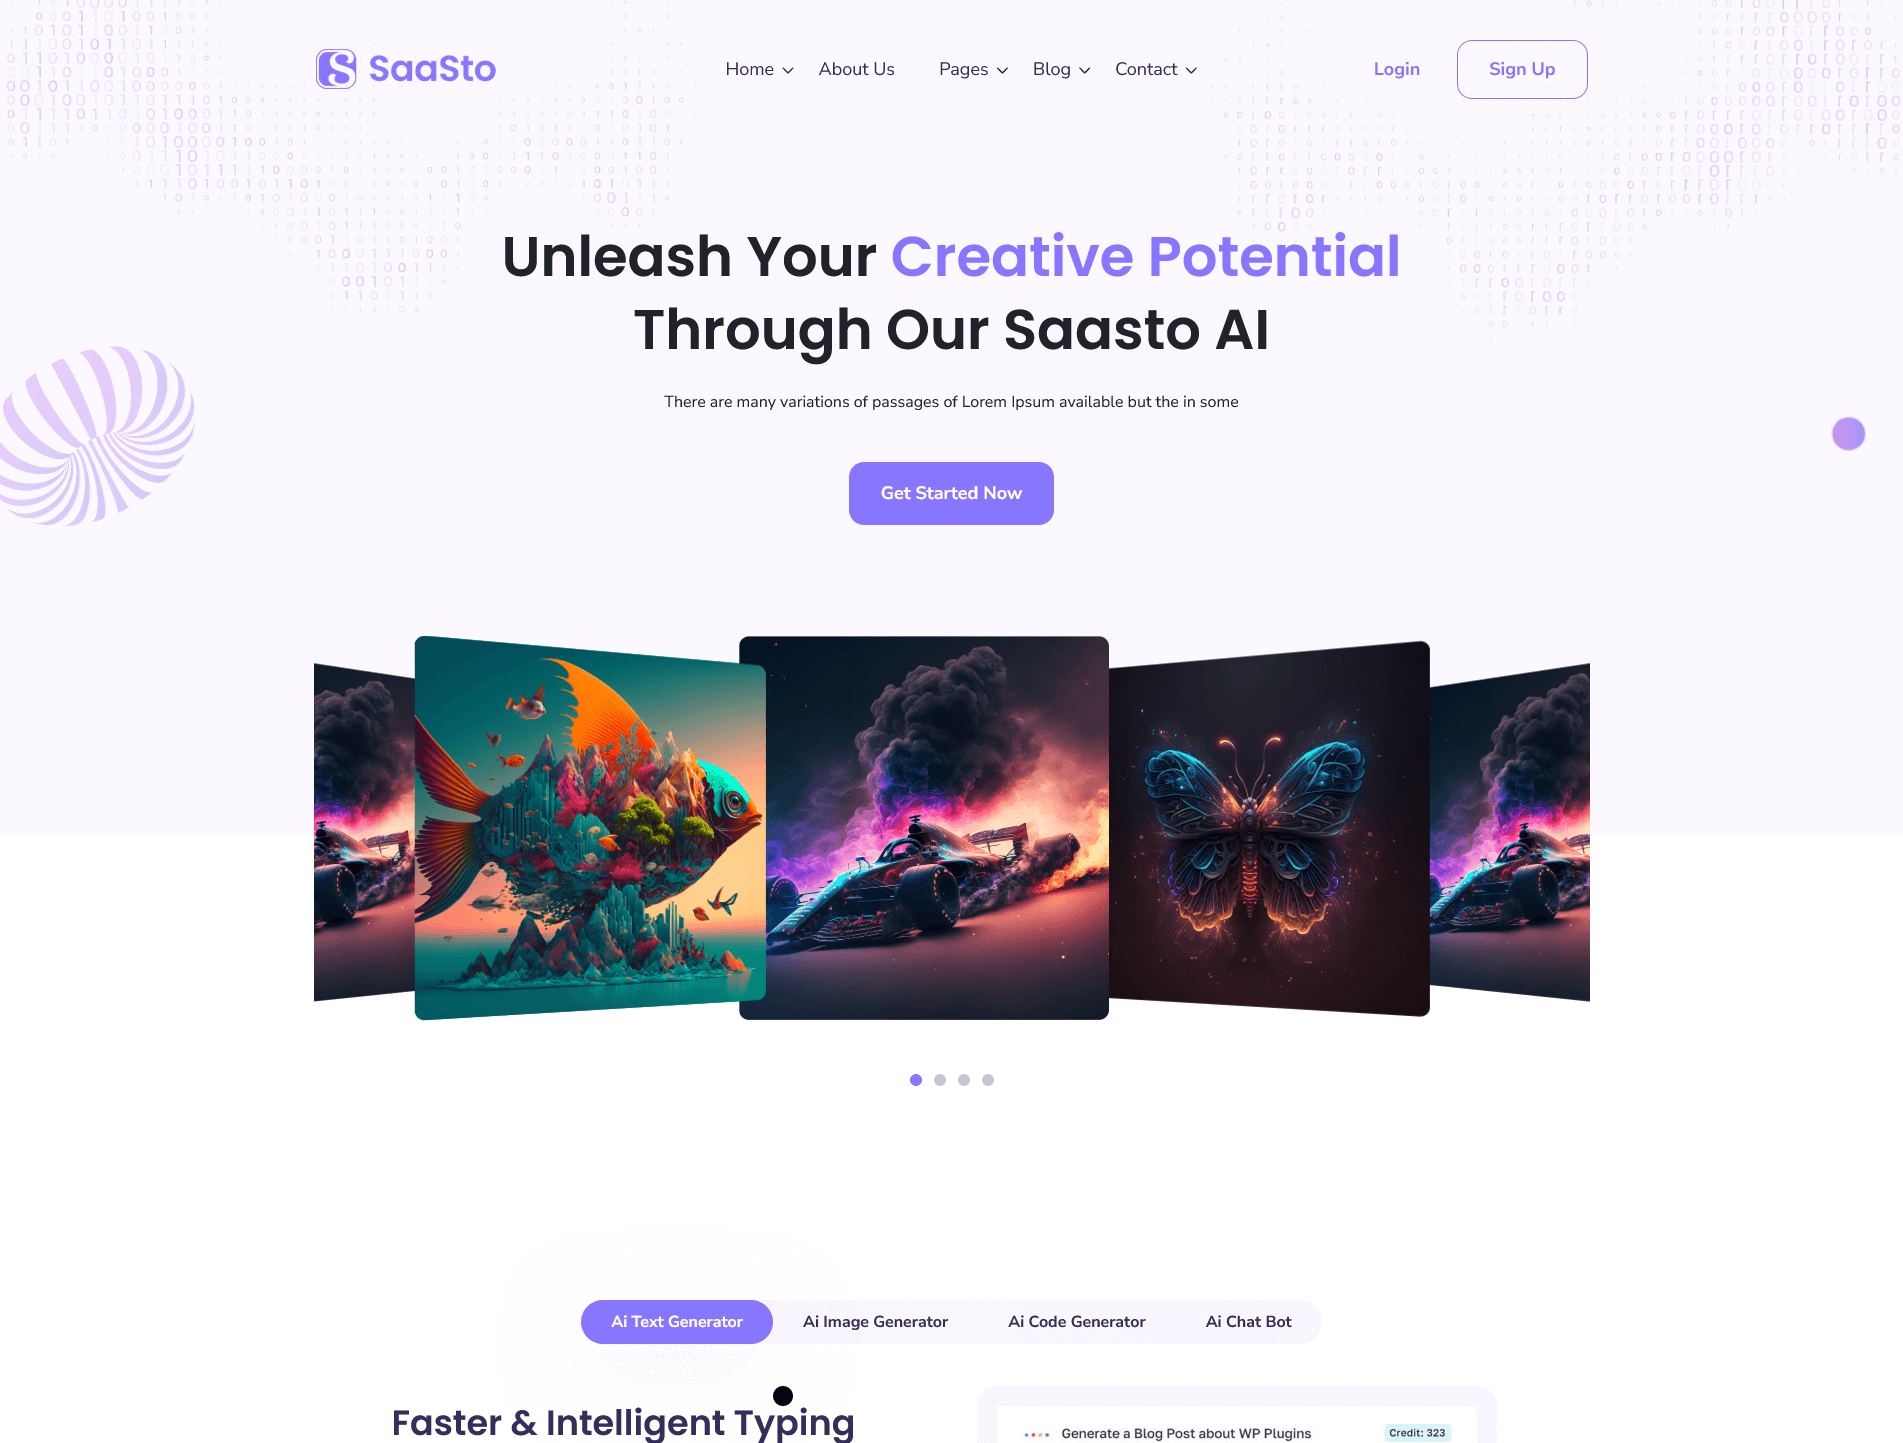 SaaSto
Home About Us Pages Blog Contact
Login Sign Up
Unleash Your Creative Potential
Through Our Saasto AI
There are many variations of passages of Lorem Ipsum available but the in some
Get Started Now
Ai Text Generator Ai Image Generator Ai Code Generator Ai Chat Bot
Faster & Intelligent Typing
Generate a Blog Post about WP Plugins Credit: 323